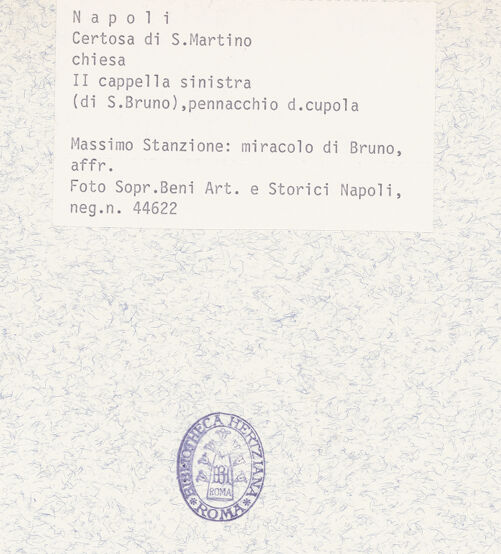 N a p o l i
Certosa di S.Martino
chiesa
II cappella sinistra
(di S.Bruno),pennacchio d.cupola
Massimo Stanzione: miracolo di Bruno,
affr.
Foto Sopr.Beni Art. e Storici Napoli,
neg.n. 44622
*BIBLIOTHECA HERTZIANA*
ROMA
ROMA